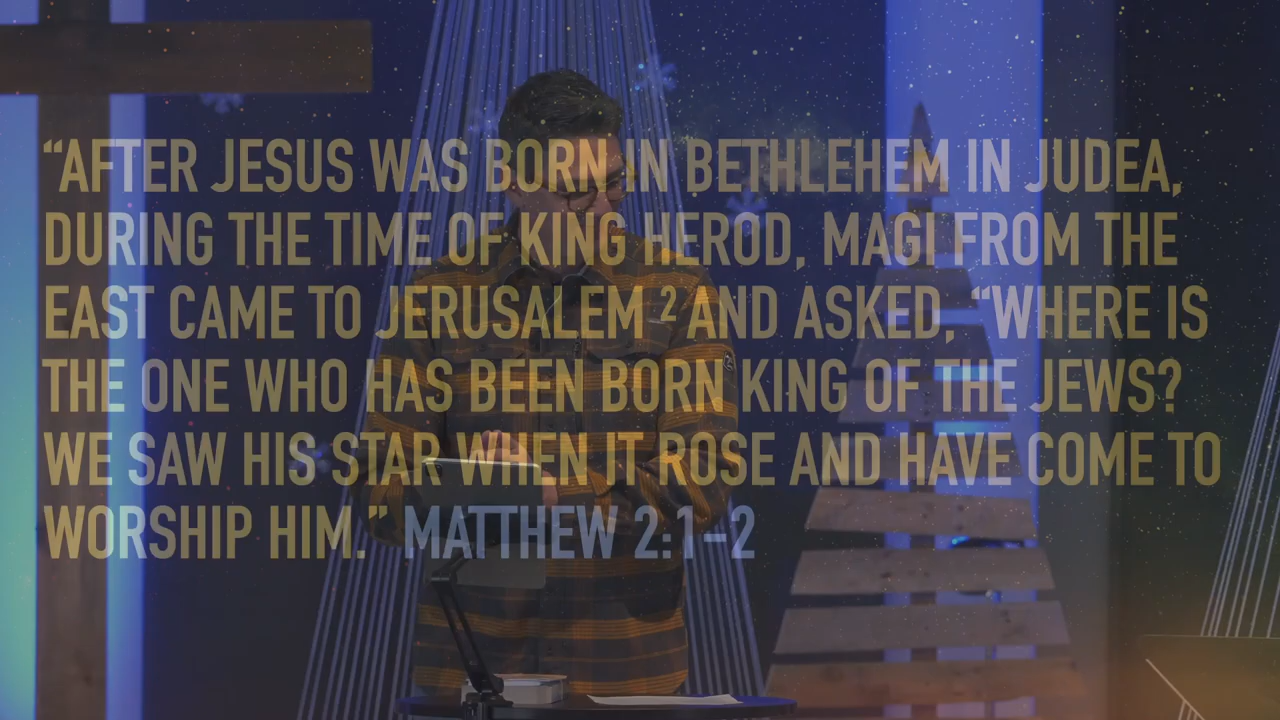 “AFTER JESUS WAS BORN IN BETHLEHEM IN JUDEA,
DURING THE TIME OF KING HEROD, MAGI FROM THE
EAST CAME TO JERUSALEM ² AND ASKED, “WHERE IS
THE ONE WHO HAS BEEN BORN KING OF THE JEWS?
WE SAW HIS STAR WHEN IT ROSE AND HAVE COME TO
WORSHIP HIM.” MATTHEW 2:1–2